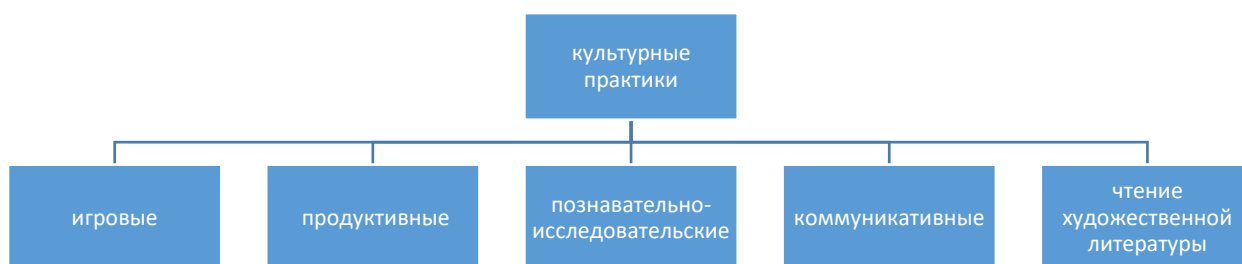 культурные
практики
игровые
продуктивные
познавательно-
исследовательские
коммуникативные
чтение
художественной
литературы